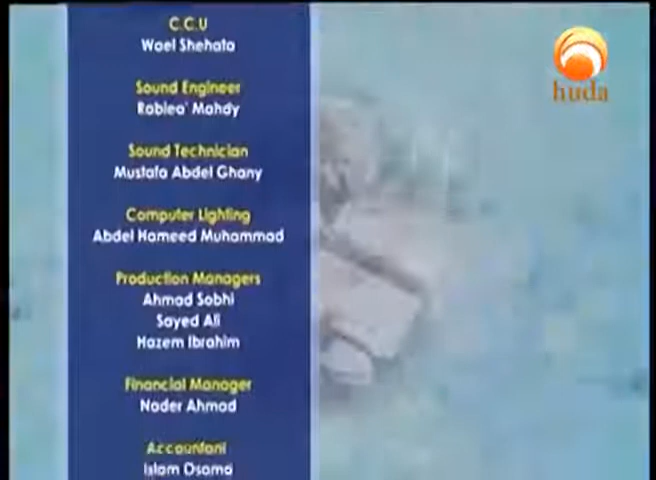 C.C.U
Wael Shehata
huda
Sound Engineer
Rabiea' Mahdy
Sound Technician
Mustafa Abdel Ghany
Computer Lighting
Abdel Hameed Muhammad
Production Managers
Ahmad Sobhi
Sayed Ali
Hazem Ibrahim
Financial Manager
Nader Ahmad
Accountant
Islam Osama